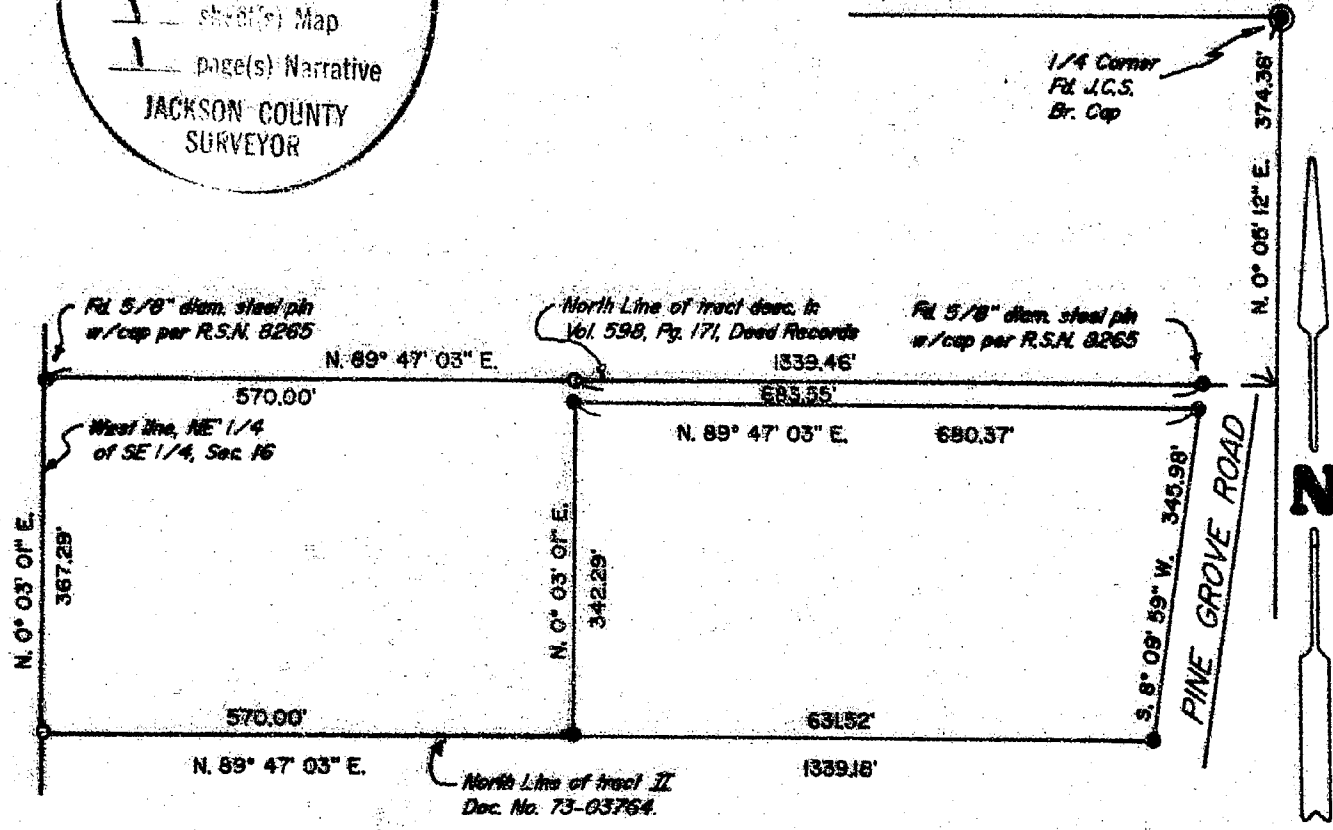 sheet(s) Map
page(s) Narrative
JACKSON COUNTY
SURVEYOR
1/4 Corner
Fd. J.C.S.
Br. Cap
374.38'
N. 0° 05' 12" E.
Fd. 5/8" diam. steel pin
w/cap per R.S.N. 8265
North Line of tract desc. in
Vol. 598, Pg. 171, Deed Records
Fd. 5/8" diam. steel pin
w/cap per R.S.N. 8265
N. 89° 47' 03" E.
1339.46'
570.00'
683.55'
N. 89° 47' 03" E.
680.37'
West line, NE 1/4
of SE 1/4, Sec. 16
N. 0° 03' 01" E.
367.29'
N. 0° 03' 01" E.
342.29'
S. 8° 09' 59" W.
345.98'
PINE GROVE ROAD
N
570.00'
631.52'
N. 89° 47' 03" E.
1339.18'
North Line of tract II
Doc. No. 73-03764.